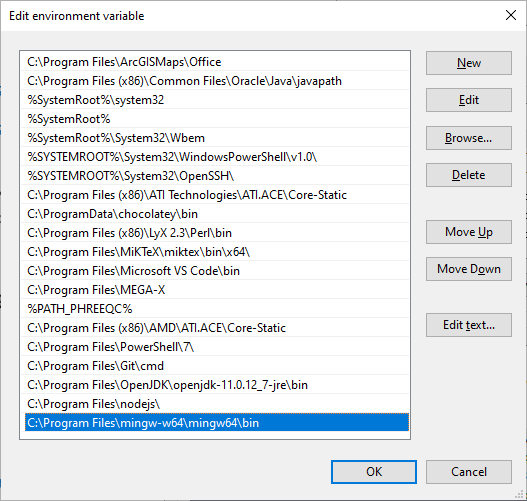 Edit environment variable
C:\Program Files\ArcGISMaps\Office
C:\Program Files (x86)\Common Files\Oracle\Java\javapath
%SystemRoot%\system32
%SystemRoot%
%SystemRoot%\System32\Wbem
%SYSTEMROOT%\System32\WindowsPowerShell\v1.0\
%SYSTEMROOT%\System32\OpenSSH\
C:\Program Files (x86)\ATI Technologies\ATI.ACE\Core-Static
C:\ProgramData\chocolatey\bin
C:\Program Files (x86)\LyX 2.3\Perl\bin
C:\Program Files\MiKTeX\miktex\bin\x64\
C:\Program Files\Microsoft VS Code\bin
C:\Program Files\MEGA-X
%PATH_PHREEQC%
C:\Program Files (x86)\AMD\ATI.ACE\Core-Static
C:\Program Files\PowerShell\7\
C:\Program Files\Git\cmd
C:\Program Files\OpenJDK\openjdk-11.0.12_7-jre\bin
C:\Program Files\nodejs\
C:\Program Files\mingw-w64\mingw64\bin
New
Edit
Browse...
Delete
Move Up
Move Down
Edit text...
OK
Cancel